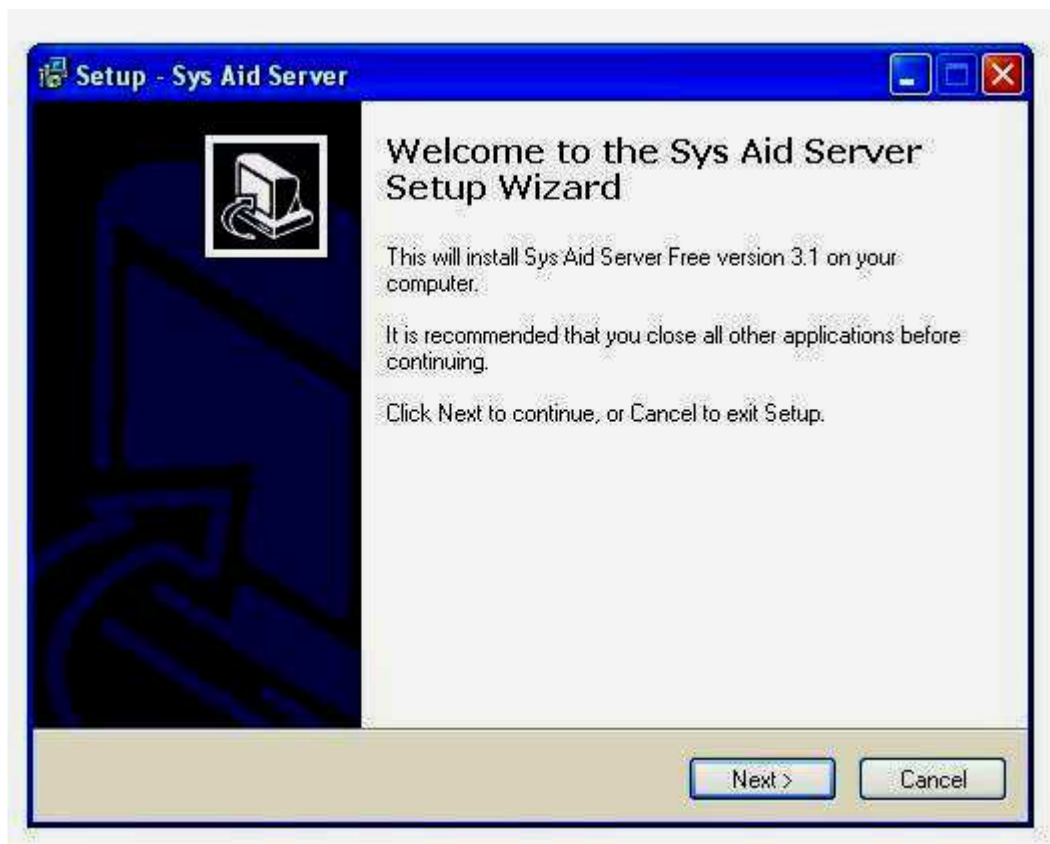 Setup - Sys Aid Server
Welcome to the Sys Aid Server
Setup Wizard
This will install Sys Aid Server Free version 3.1 on your
computer.
It is recommended that you close all other applications before
continuing.
Click Next to continue, or Cancel to exit Setup.
Next >
Cancel